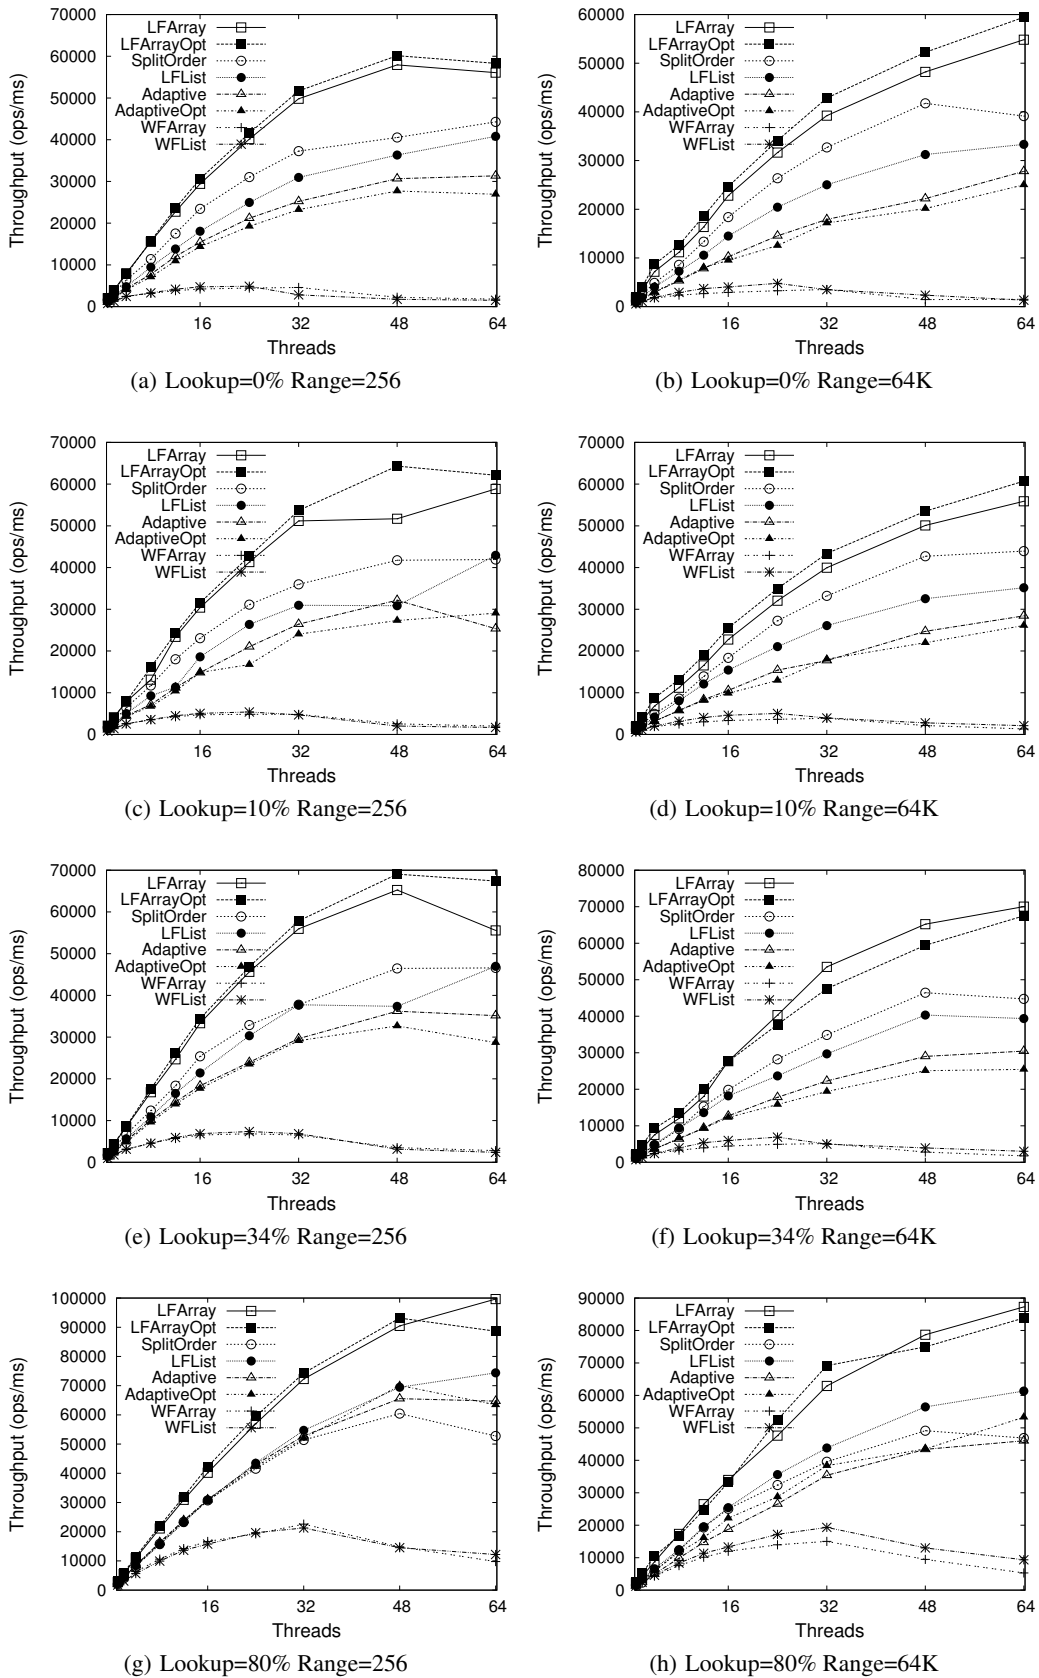 70000
60000
50000
40000
30000
20000
10000
0
Throughput (ops/ms)
LFArray
LFArrayOpt
SplitOrder
LFList
Adaptive
AdaptiveOpt
WFArray
WFList
16 32 48 64
Threads
(a) Lookup=0% Range=256
60000
50000
40000
30000
20000
10000
0
Throughput (ops/ms)
LFArray
LFArrayOpt
SplitOrder
LFList
Adaptive
AdaptiveOpt
WFArray
WFList
16 32 48 64
Threads
(b) Lookup=0% Range=64K
70000
60000
50000
40000
30000
20000
10000
0
Throughput (ops/ms)
LFArray
LFArrayOpt
SplitOrder
LFList
Adaptive
AdaptiveOpt
WFArray
WFList
16 32 48 64
Threads
(c) Lookup=10% Range=256
70000
60000
50000
40000
30000
20000
10000
0
Throughput (ops/ms)
LFArray
LFArrayOpt
SplitOrder
LFList
Adaptive
AdaptiveOpt
WFArray
WFList
16 32 48 64
Threads
(d) Lookup=10% Range=64K
70000
60000
50000
40000
30000
20000
10000
0
Throughput (ops/ms)
LFArray
LFArrayOpt
SplitOrder
LFList
Adaptive
AdaptiveOpt
WFArray
WFList
16 32 48 64
Threads
(e) Lookup=34% Range=256
80000
70000
60000
50000
40000
30000
20000
10000
0
Throughput (ops/ms)
LFArray
LFArrayOpt
SplitOrder
LFList
Adaptive
AdaptiveOpt
WFArray
WFList
16 32 48 64
Threads
(f) Lookup=34% Range=64K
100000
90000
80000
70000
60000
50000
40000
30000
20000
10000
0
Throughput (ops/ms)
LFArray
LFArrayOpt
SplitOrder
LFList
Adaptive
AdaptiveOpt
WFArray
WFList
16 32 48 64
Threads
(g) Lookup=80% Range=256
90000
80000
70000
60000
50000
40000
30000
20000
10000
0
Throughput (ops/ms)
LFArray
LFArrayOpt
SplitOrder
LFList
Adaptive
AdaptiveOpt
WFArray
WFList
16 32 48 64
Threads
(h) Lookup=80% Range=64K